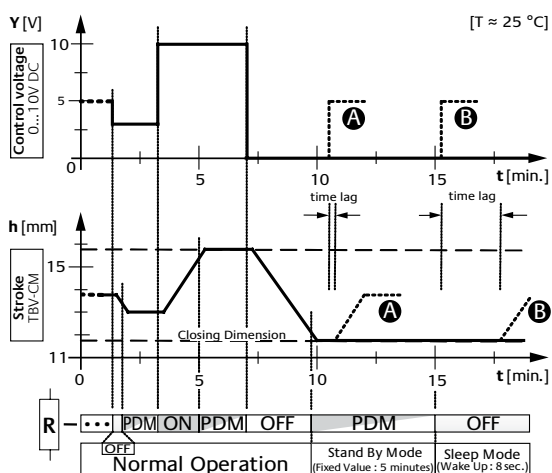 Y [V]
[T ≈ 25 °C]
Control voltage
0...10V DC
10
5
0
A
B
5
10
15
t [min.]
time lag
time lag
h [mm]
Stroke
TBV-CM
15
11
Closing Dimension
A
B
0
5
10
15
t [min.]
R
PDM ON PDM OFF PDM OFF
OFF
Normal Operation
Stand By Mode
(Fixed Value : 5 minutes)
Sleep Mode
(Wake Up : 8 sec.)